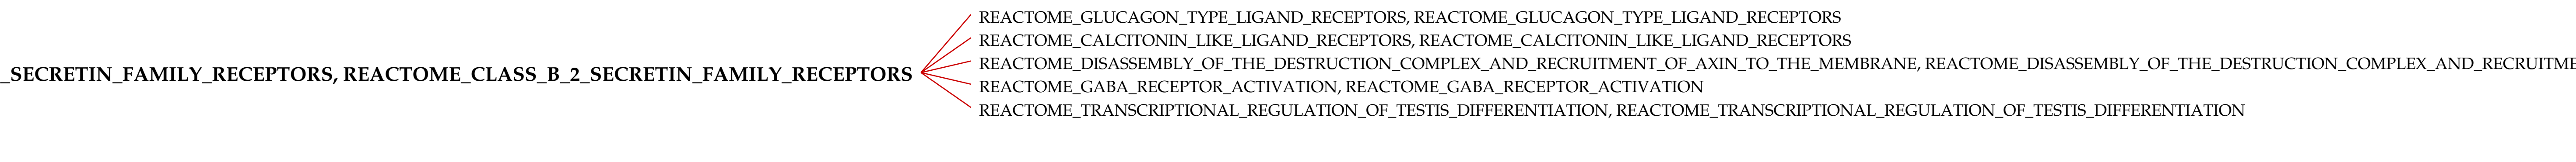 REACTOME_GLUCAGON_TYPE_LIGAND_RECEPTORS, REACTOME_GLUCAGON_TYPE_LIGAND_RECEPTORS
REACTOME_CALCITONIN_LIKE_LIGAND_RECEPTORS, REACTOME_CALCITONIN_LIKE_LIGAND_RECEPTORS
REACTOME_DISASSEMBLY_OF_THE_DESTRUCTION_COMPLEX_AND_RECRUITMENT_OF_AXIN_TO_THE_MEMBRANE, REACTOME_DISASSEMBLY_OF_THE_DESTRUCTION_COMPLEX_AND_RECRUITME
_SECRETIN_FAMILY_RECEPTORS, REACTOME_CLASS_B_2_SECRETIN_FAMILY_RECEPTORS
REACTOME_GABA_RECEPTOR_ACTIVATION, REACTOME_GABA_RECEPTOR_ACTIVATION
REACTOME_TRANSCRIPTIONAL_REGULATION_OF_TESTIS_DIFFERENTIATION, REACTOME_TRANSCRIPTIONAL_REGULATION_OF_TESTIS_DIFFERENTIATION